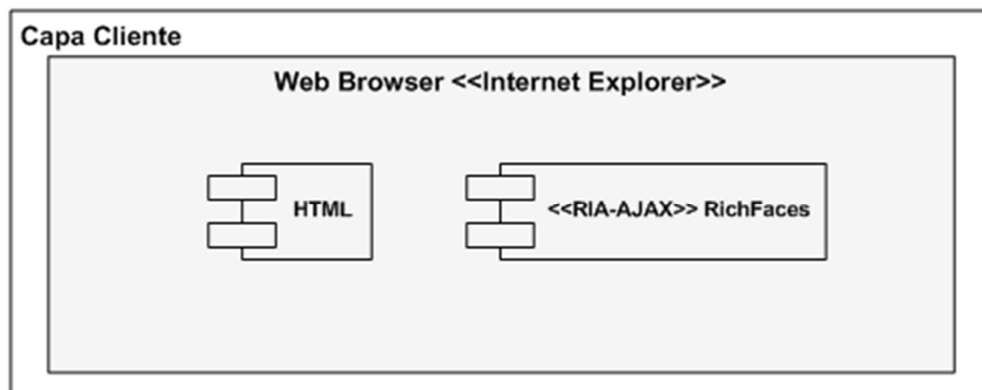 Capa Cliente
Web Browser <<Internet Explorer>>
HTML
<<RIA-AJAX>> RichFaces